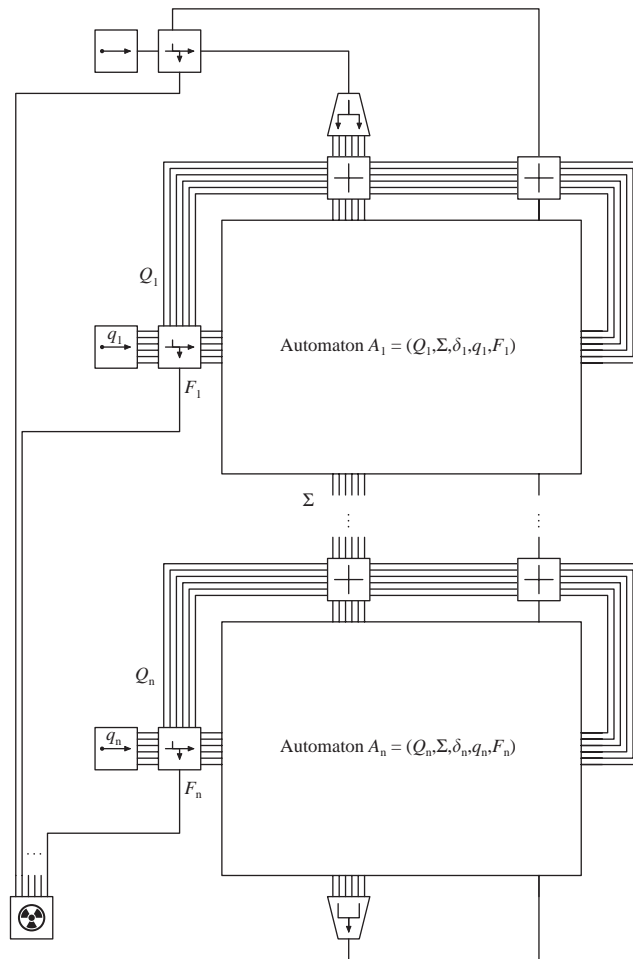 Q₁
q₁
Automaton A₁ = (Q₁,Σ,δ₁,q₁,F₁)
F₁
Σ
⋮ ⋮
Qₙ
qₙ
Automaton Aₙ = (Qₙ,Σ,δₙ,qₙ,Fₙ)
Fₙ
⋯